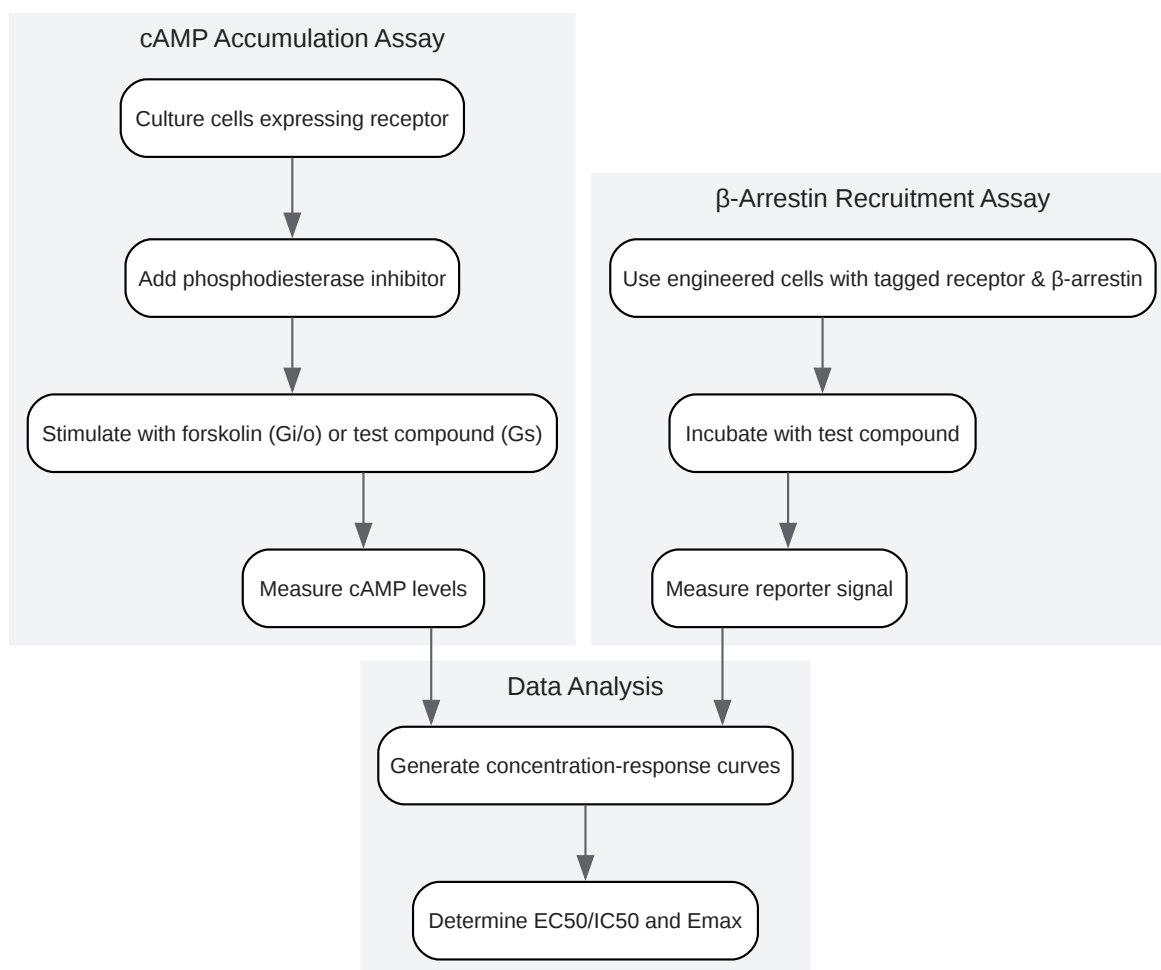 cAMP Accumulation Assay
Culture cells expressing receptor
Add phosphodiesterase inhibitor
Stimulate with forskolin (Gi/o) or test compound (Gs)
Measure cAMP levels
β-Arrestin Recruitment Assay
Use engineered cells with tagged receptor & β-arrestin
Incubate with test compound
Measure reporter signal
Data Analysis
Generate concentration-response curves
Determine EC50/IC50 and Emax